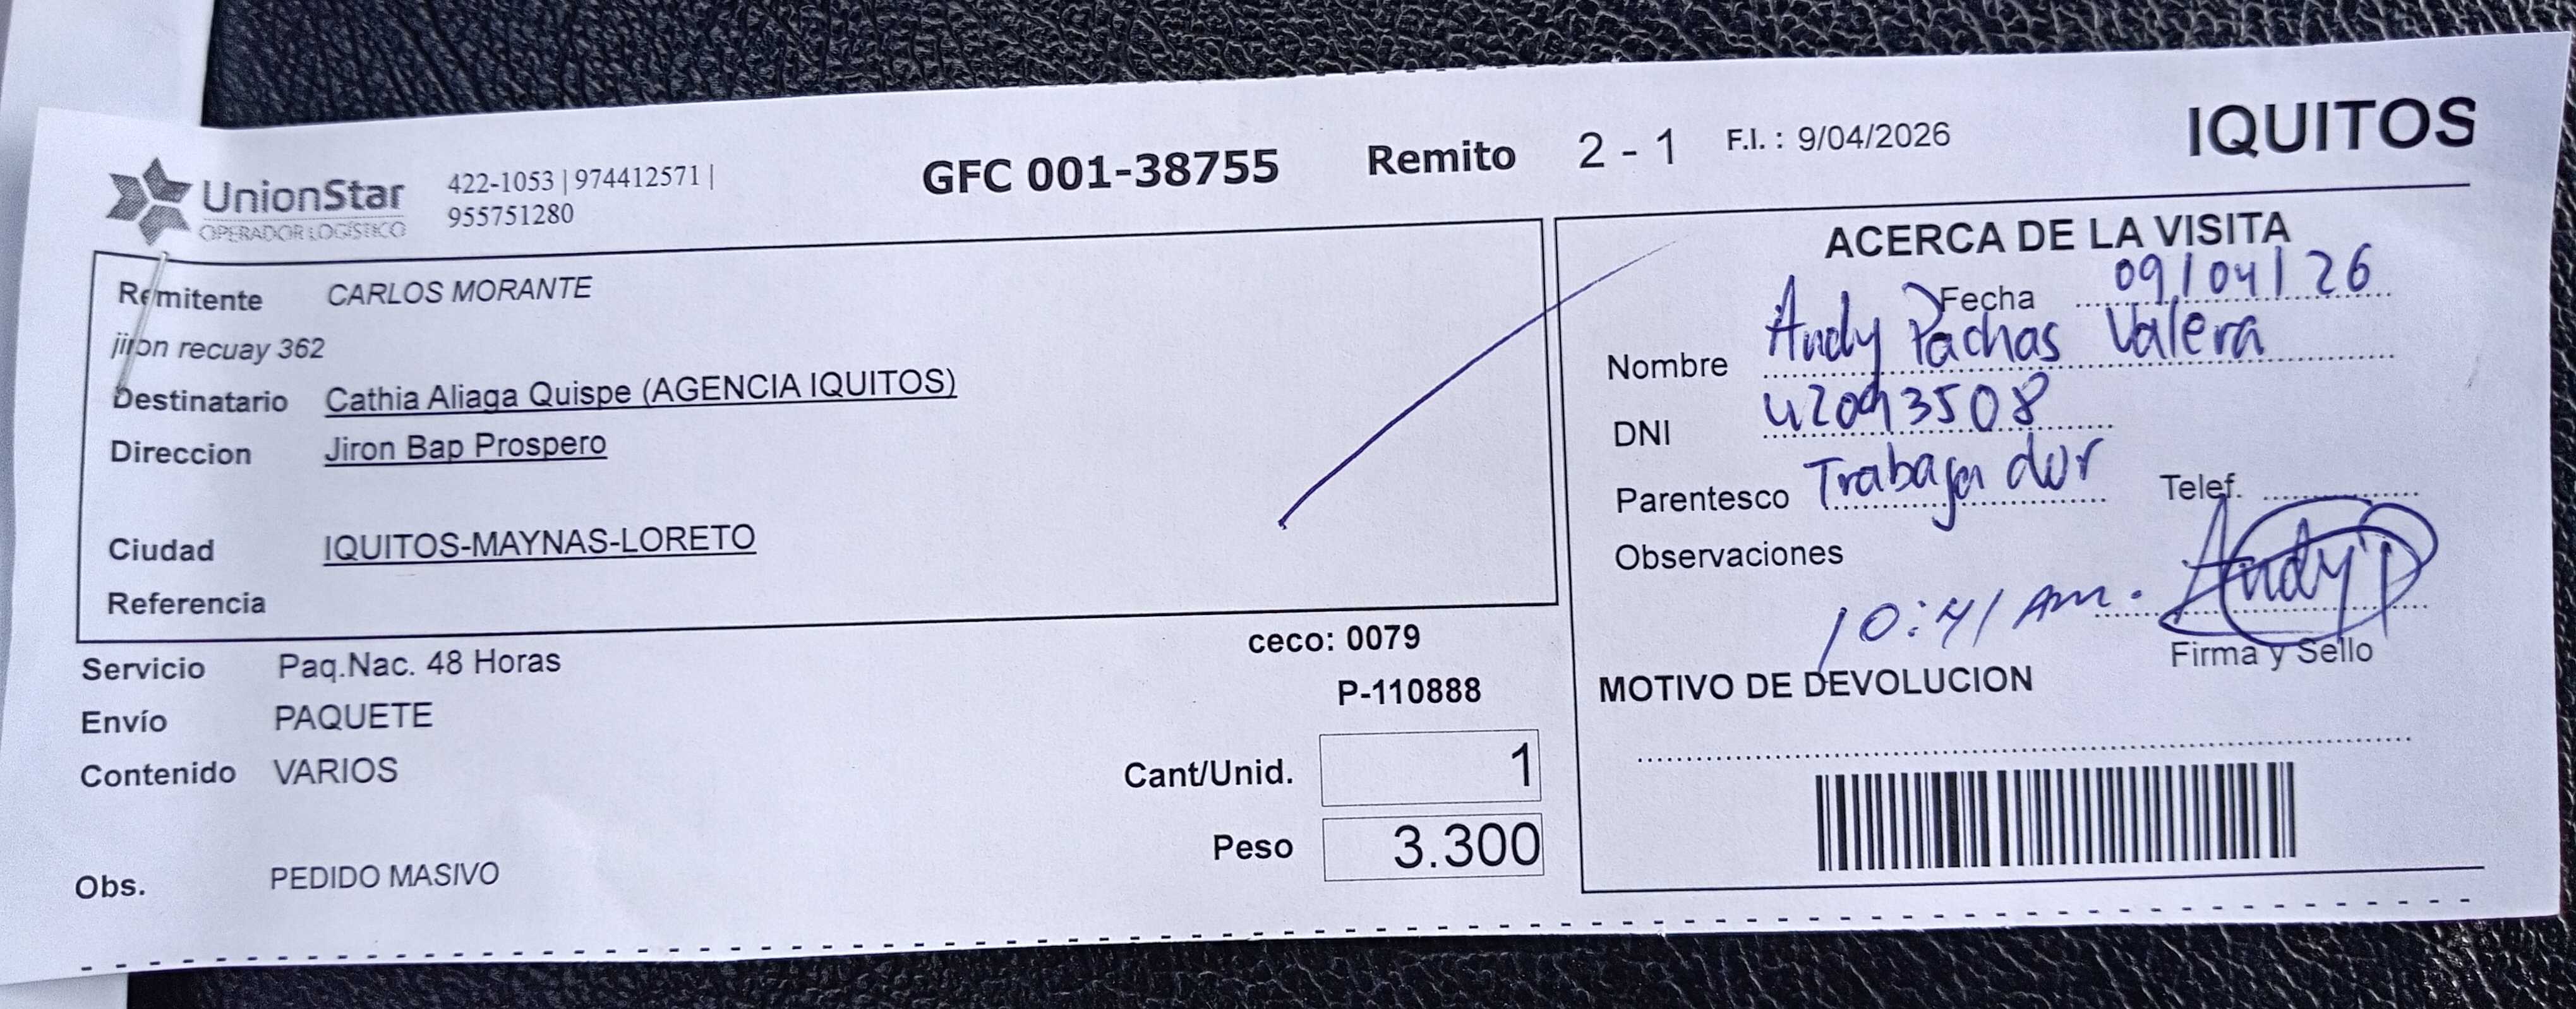 UnionStar
OPERADOR LOGÍSTICO
422-1053 | 974412571 |
955751280
GFC 001-38755 Remito 2 - 1 F.I. : 9/04/2026 IQUITOS
Remitente CARLOS MORANTE
jiron recuay 362
Destinatario Cathia Aliaga Quispe (AGENCIA IQUITOS)
Direccion Jiron Bap Prospero
Ciudad IQUITOS-MAYNAS-LORETO
Referencia
Servicio Paq.Nac. 48 Horas
Envío PAQUETE
Contenido VARIOS
Obs. PEDIDO MASIVO
ceco: 0079
P-110888
Cant/Unid. 1
Peso 3.300
ACERCA DE LA VISITA
Fecha 09/04/26
Nombre Andy Pachas Valera
DNI 42093508
Parentesco Trabajador Telef.
Observaciones
10:41 Am. Andy P
Firma y Sello
MOTIVO DE DEVOLUCION